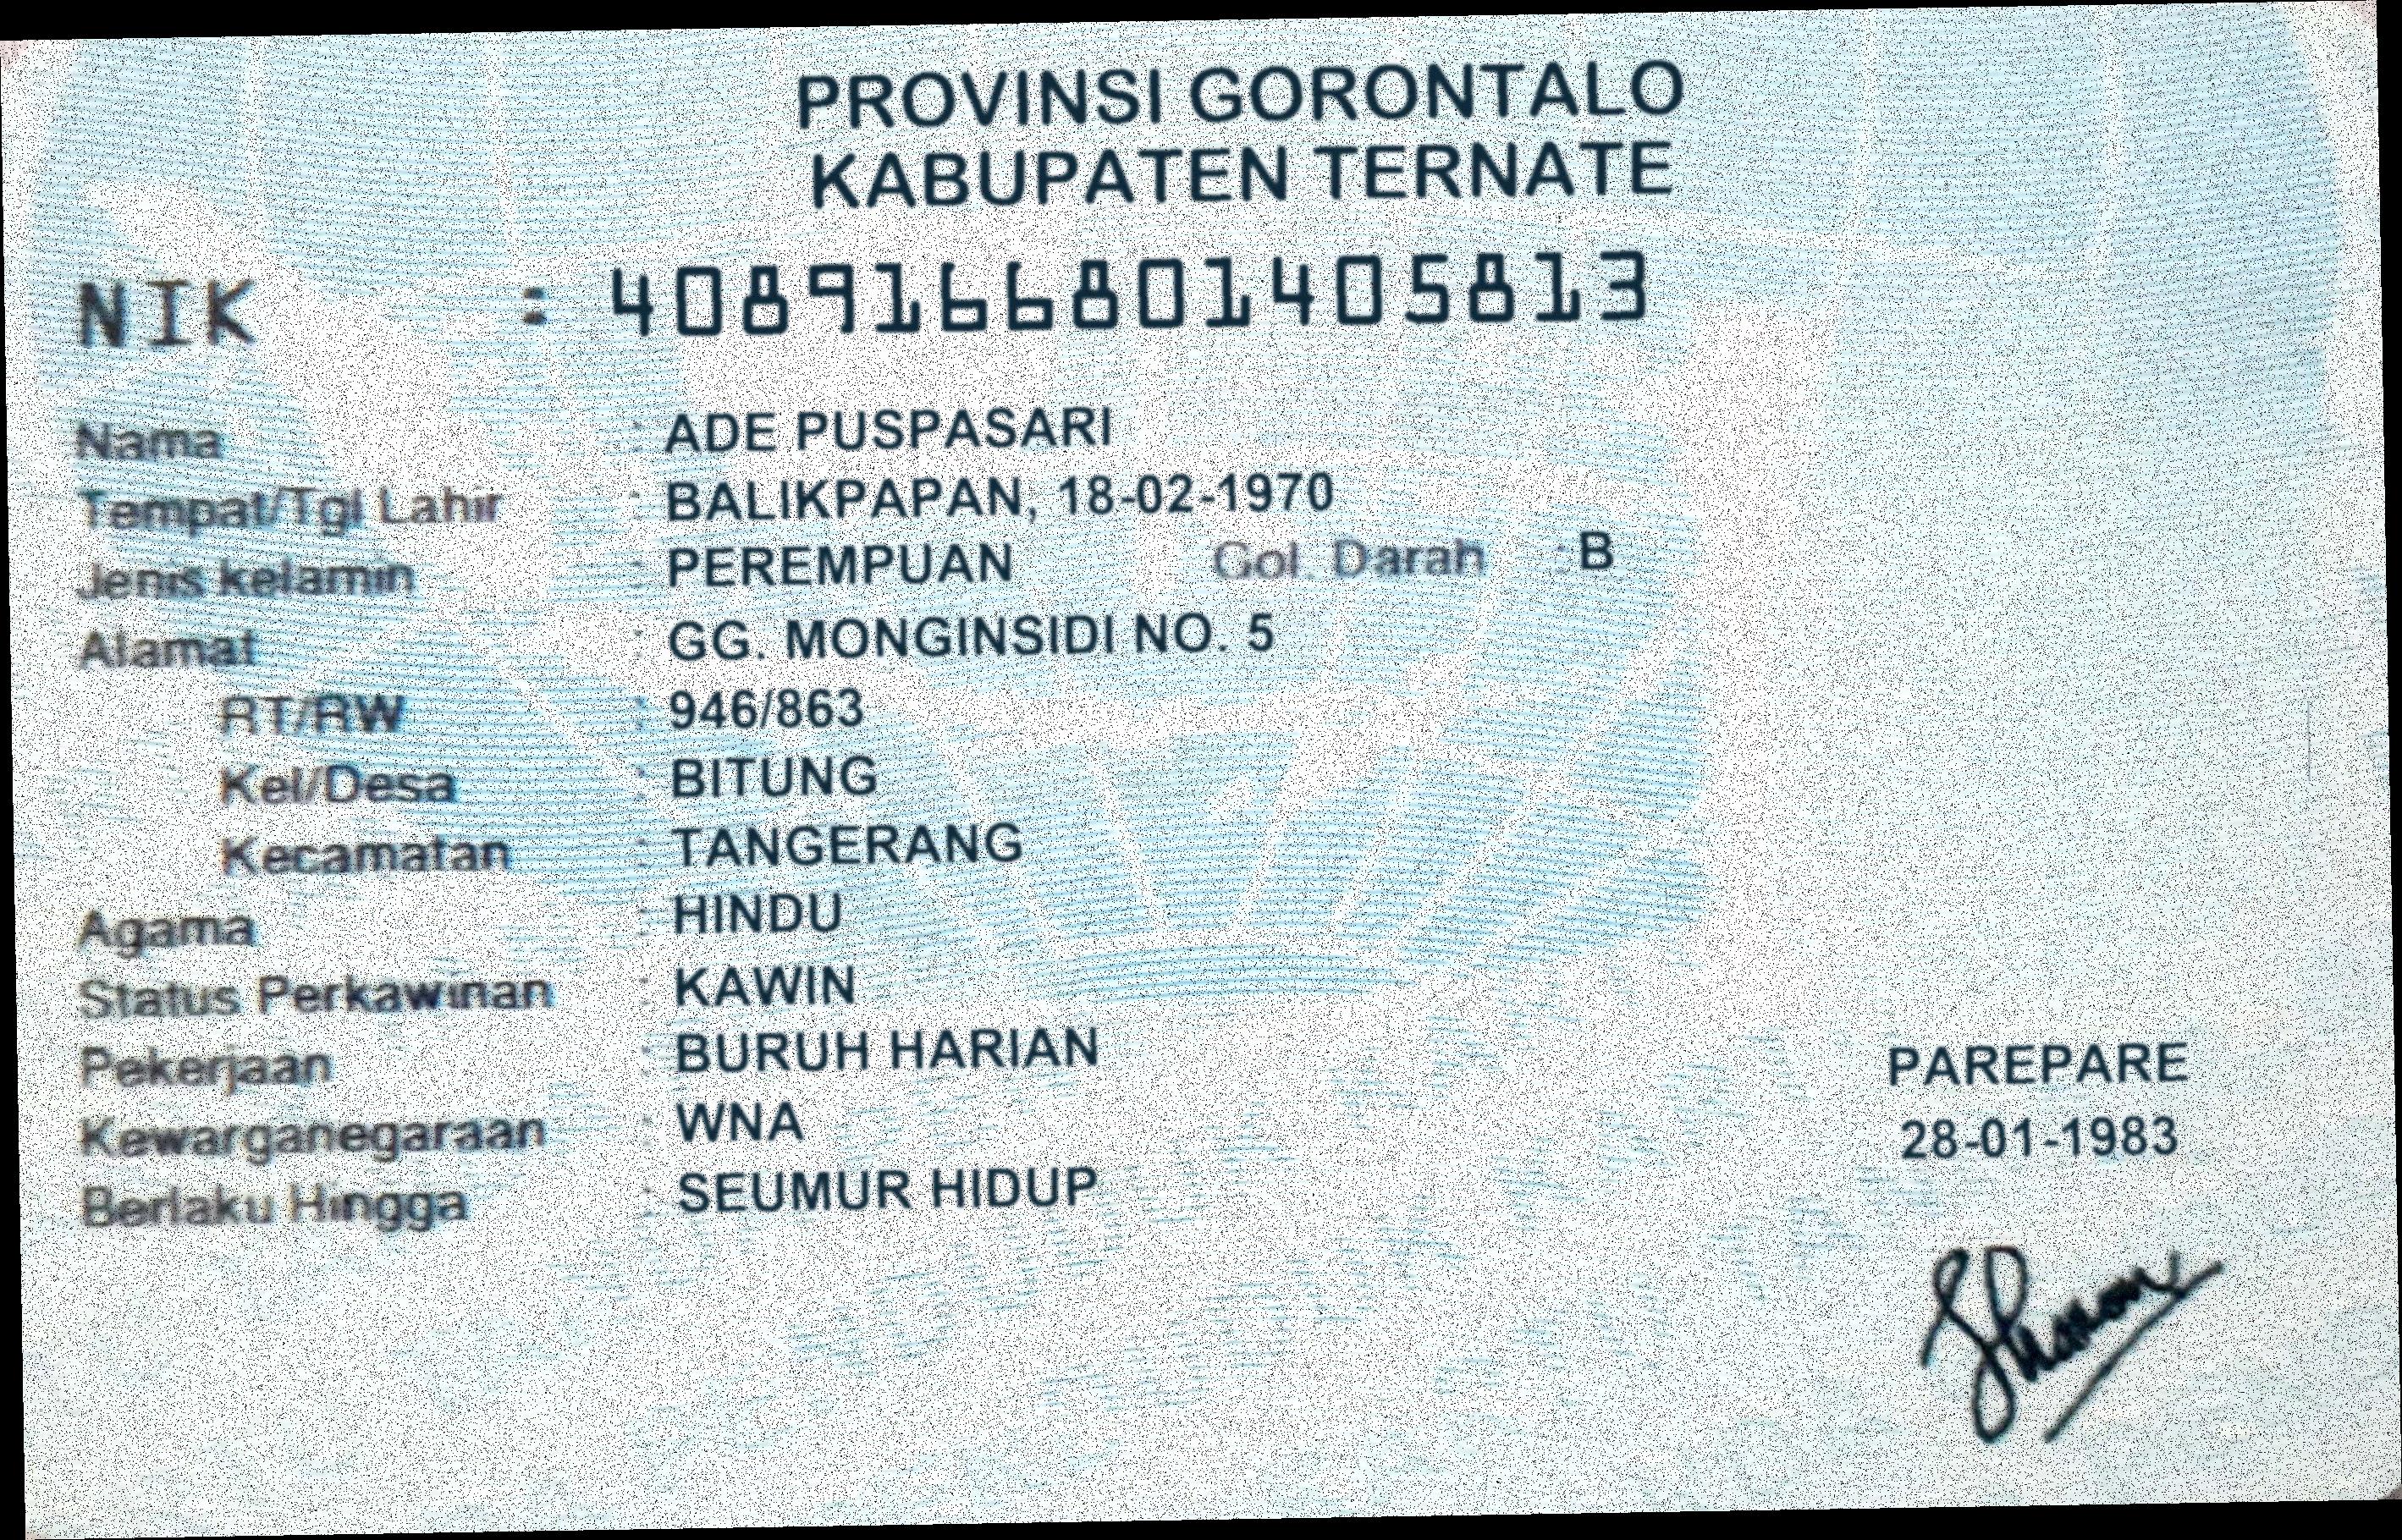 PROVINSI GORONTALO
KABUPATEN TERNATE
NIK : 4089166801405813
Nama : ADE PUSPASARI
Tempat/Tgl Lahir : BALIKPAPAN, 18-02-1970
Jenis kelamin : PEREMPUAN Gol. Darah : B
Alamat : GG. MONGINSIDI NO. 5
RT/RW : 946/863
Kel/Desa : BITUNG
Kecamatan : TANGERANG
Agama : HINDU
Status Perkawinan : KAWIN
Pekerjaan : BURUH HARIAN
Kewarganegaraan : WNA
Berlaku Hingga : SEUMUR HIDUP
PAREPARE
28-01-1983